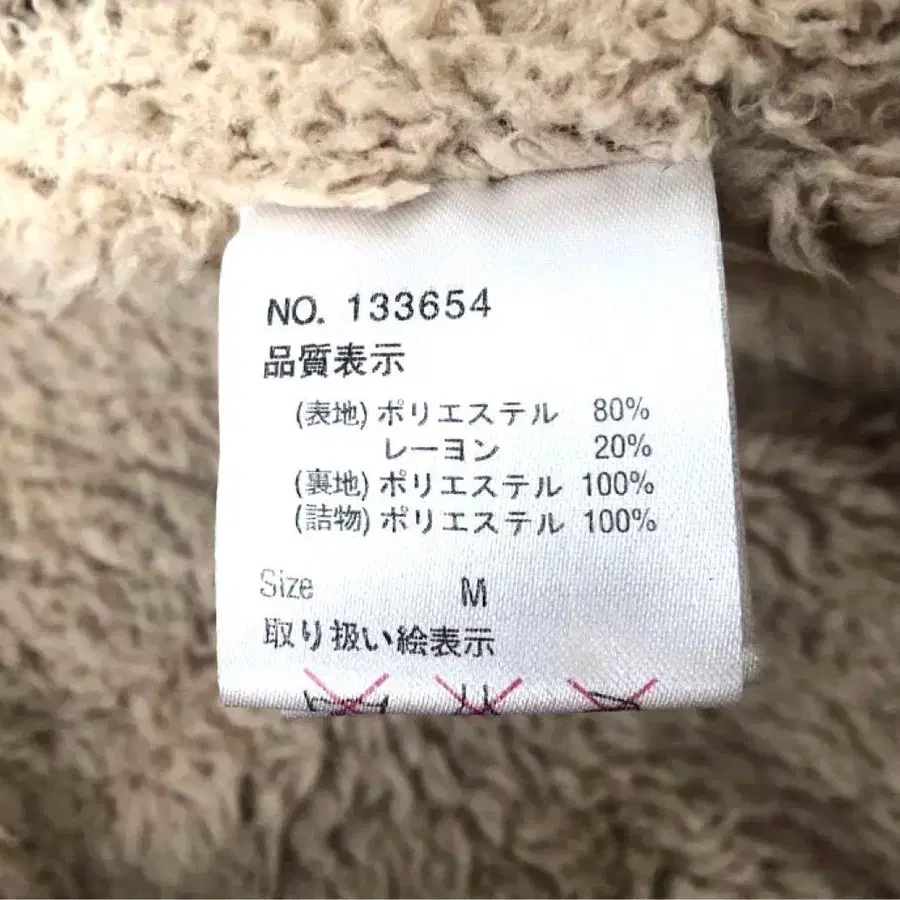 NO. 133654
品質表示
(表地) ポリエステル 80%
レーヨン 20%
(裏地) ポリエステル 100%
(詰物) ポリエステル 100%
Size M
取り扱い絵表示